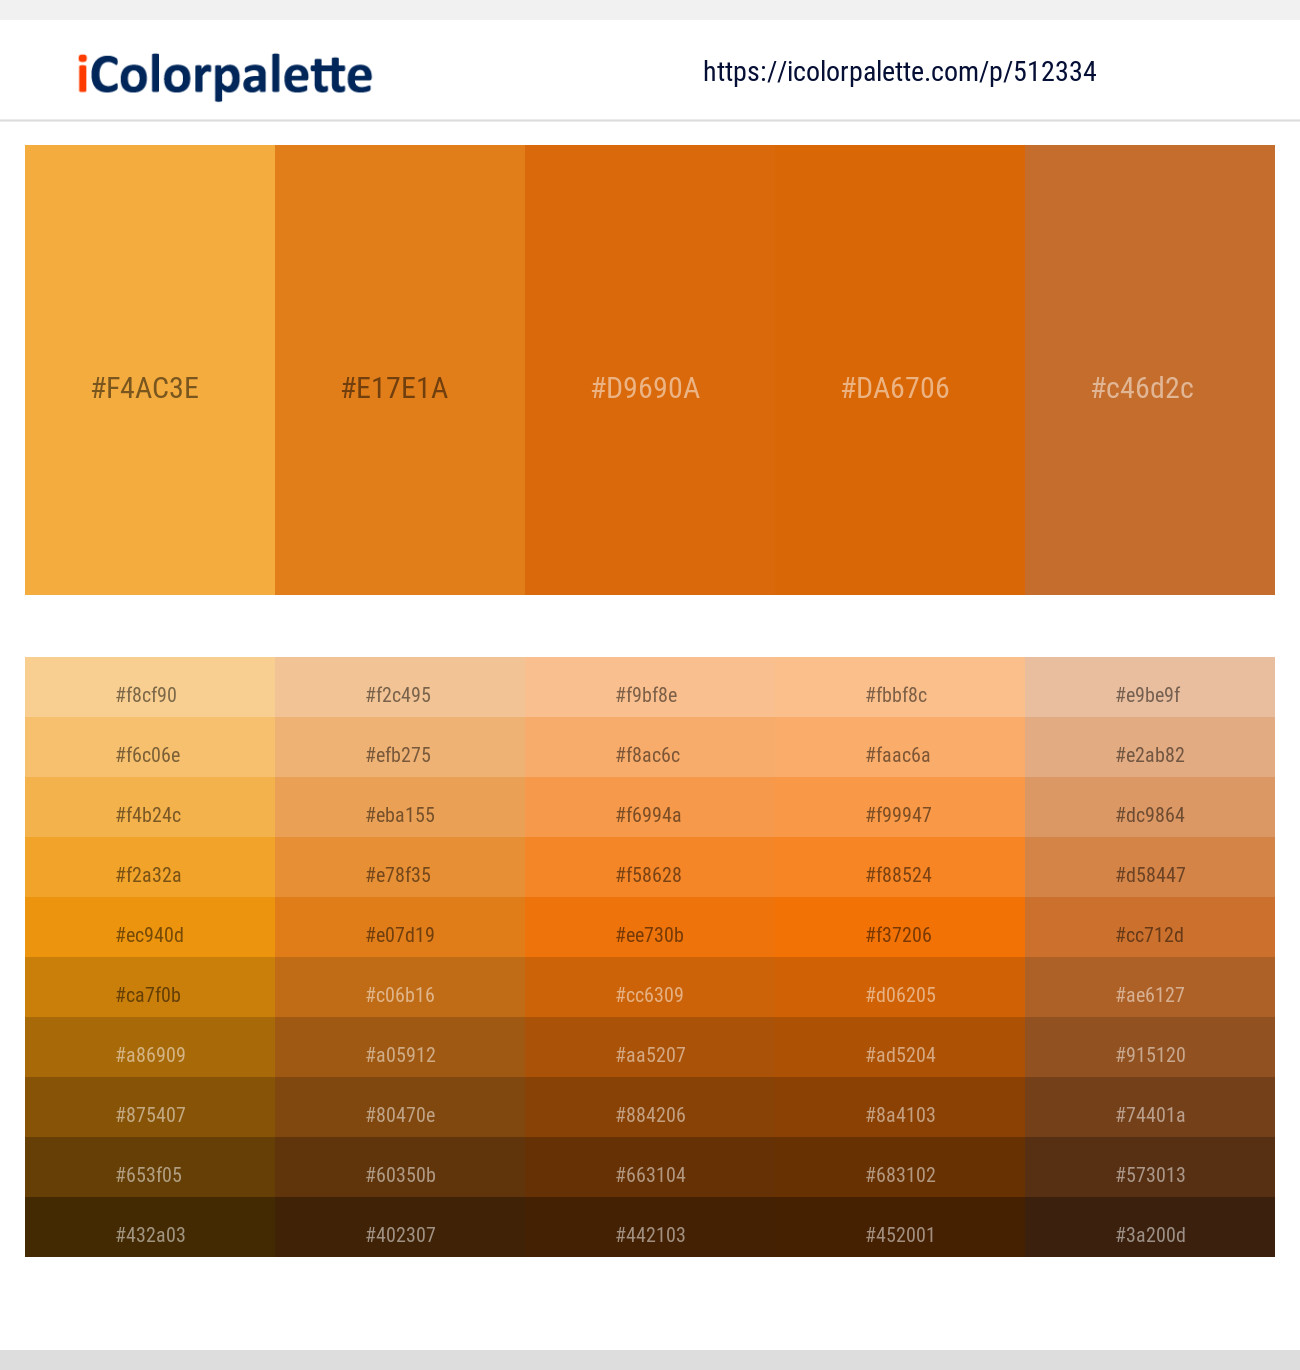 iColorpalette
https://icolorpalette.com/p/512334
#F4AC3E #E17E1A #D9690A #DA6706 #c46d2c
#f8cf90 #f2c495 #f9bf8e #fbbf8c #e9be9f
#f6c06e #efb275 #f8ac6c #faac6a #e2ab82
#f4b24c #eba155 #f6994a #f99947 #dc9864
#f2a32a #e78f35 #f58628 #f88524 #d58447
#ec940d #e07d19 #ee730b #f37206 #cc712d
#ca7f0b #c06b16 #cc6309 #d06205 #ae6127
#a86909 #a05912 #aa5207 #ad5204 #915120
#875407 #80470e #884206 #8a4103 #74401a
#653f05 #60350b #663104 #683102 #573013
#432a03 #402307 #442103 #452001 #3a200d